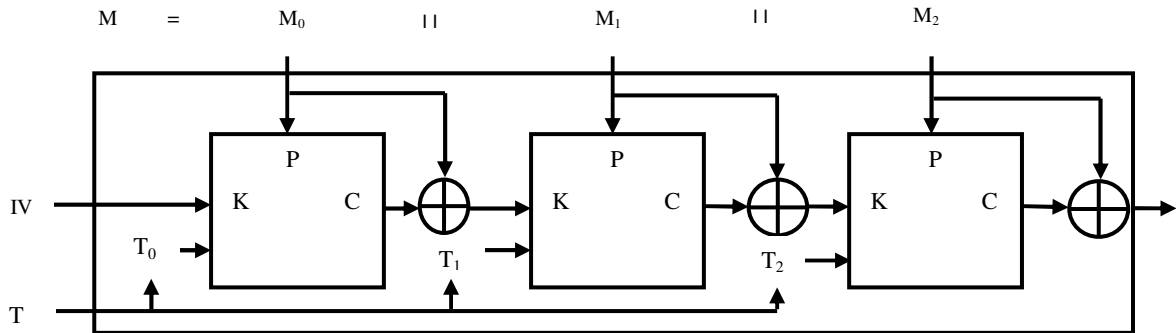 M = M₀ || M₁ || M₂
P P P
IV K C K C K C
T₀ T₁ T₂
T